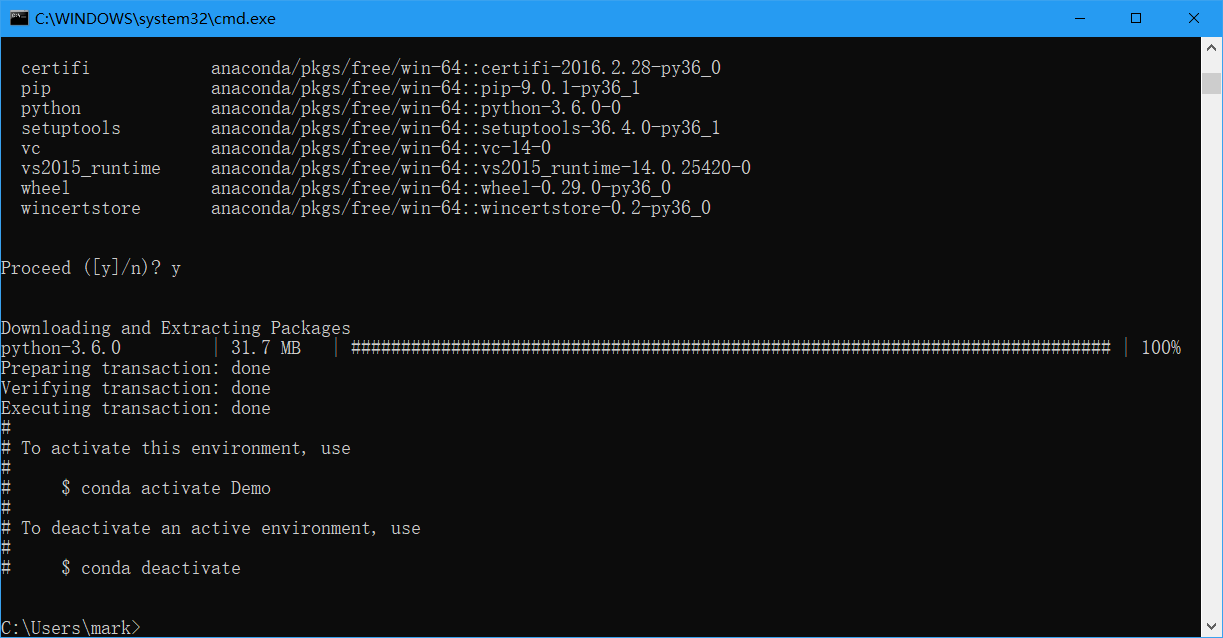 C:\WINDOWS\system32\cmd.exe
certifi anaconda/pkgs/free/win-64::certifi-2016.2.28-py36_0
pip anaconda/pkgs/free/win-64::pip-9.0.1-py36_1
python anaconda/pkgs/free/win-64::python-3.6.0-0
setuptools anaconda/pkgs/free/win-64::setuptools-36.4.0-py36_1
vc anaconda/pkgs/free/win-64::vc-14-0
vs2015_runtime anaconda/pkgs/free/win-64::vs2015_runtime-14.0.25420-0
wheel anaconda/pkgs/free/win-64::wheel-0.29.0-py36_0
wincertstore anaconda/pkgs/free/win-64::wincertstore-0.2-py36_0
Proceed ([y]/n)? y
Downloading and Extracting Packages
python-3.6.0 | 31.7 MB | ############################################################################ | 100%
Preparing transaction: done
Verifying transaction: done
Executing transaction: done
#
# To activate this environment, use
#
# $ conda activate Demo
#
# To deactivate an active environment, use
#
# $ conda deactivate
C:\Users\mark>